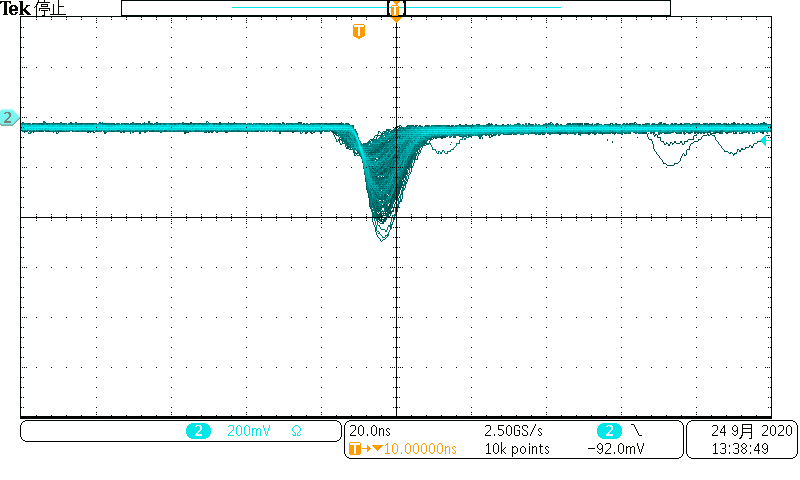 Tek 停止
T
T
2
2 200mV Ω
20.0ns 2.50GS/s 2
T→▼10.00000ns 10k points −92.0mV
24 9月 2020
13:38:49